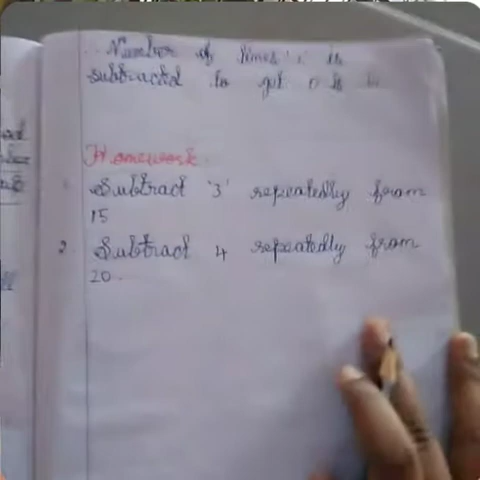 Number of times is
subtracted to get 0 is
Homework
1. Subtract '3' repeatedly from
15
2. Subtract 4 repeatedly from
20.